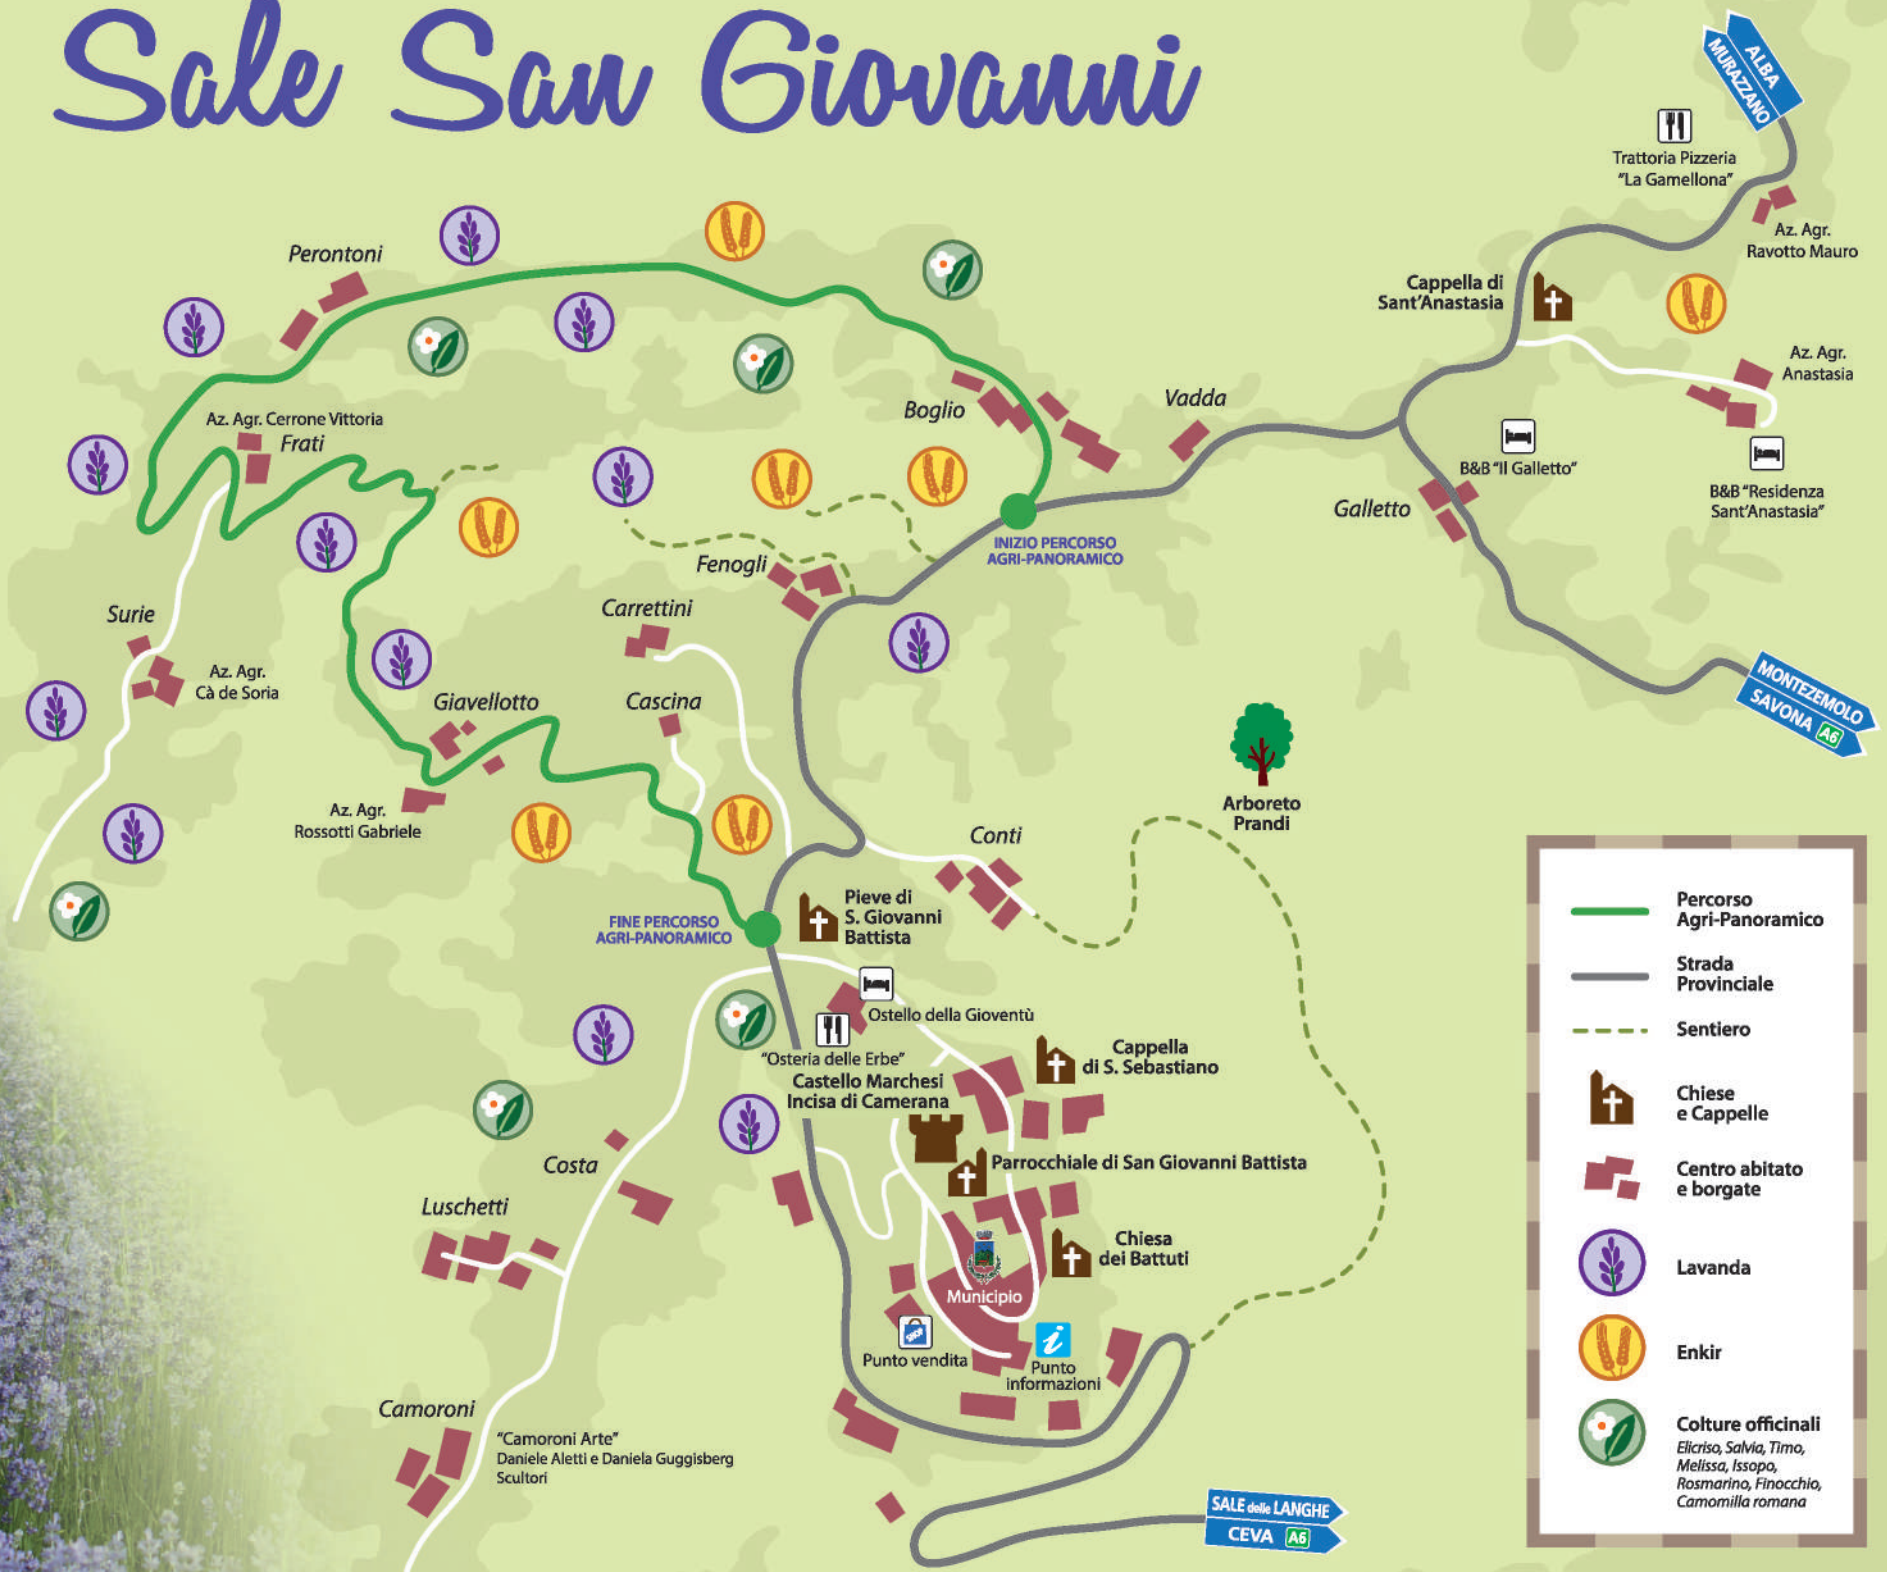 Sale San Giovanni
ALBA
MURAZZANO
Trattoria Pizzeria
"La Gamellona"
Az. Agr.
Ravotto Mauro
Perontoni
Cappella di
Sant'Anastasia
Az. Agr.
Anastasia
Az. Agr. Cerrone Vittoria
Frati
Boglio
Vadda
B&B "Il Galletto"
B&B "Residenza
Sant'Anastasia"
Galletto
INIZIO PERCORSO
AGRI-PANORAMICO
Fenogli
Carrettini
Surie
Az. Agr.
Cà de Soria
Giavellotto
Cascina
MONTEZEMOLO
SAVONA A6
Az. Agr.
Rossotti Gabriele
Arboreto
Prandi
Conti
Pieve di
S. Giovanni
Battista
FINE PERCORSO
AGRI-PANORAMICO
Ostello della Gioventù
"Osteria delle Erbe"
Castello Marchesi
Incisa di Camerana
Cappella
di S. Sebastiano
Parrocchiale di San Giovanni Battista
Costa
Luschetti
Chiesa
dei Battuti
Municipio
SHOP
Punto vendita
i
Punto
informazioni
Camoroni
"Camoroni Arte"
Daniele Aletti e Daniela Guggisberg
Scultori
SALE delle LANGHE
CEVA A6
Percorso
Agri-Panoramico
Strada
Provinciale
Sentiero
Chiese
e Cappelle
Centro abitato
e borgate
Lavanda
Enkir
Colture officinali
Elicriso, Salvia, Timo,
Melissa, Issopo,
Rosmarino, Finocchio,
Camomilla romana